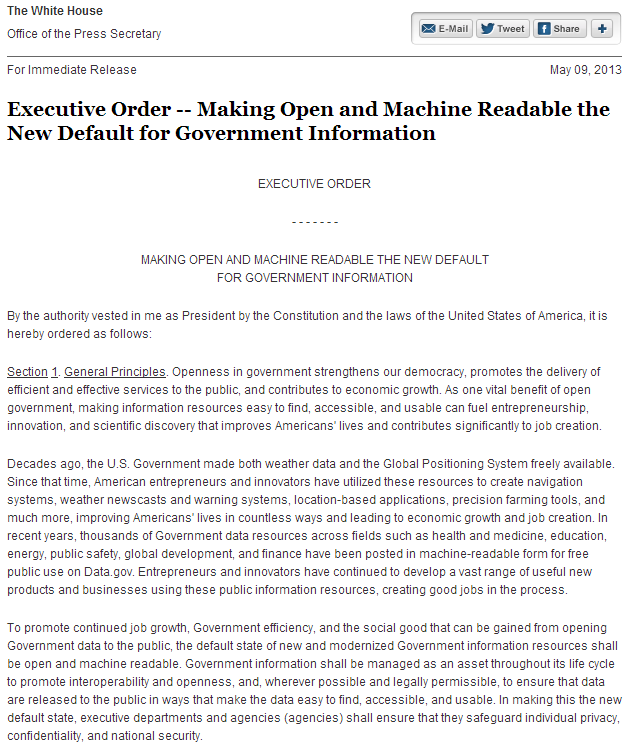 The White House
Office of the Press Secretary
E-Mail Tweet Share +
For Immediate Release May 09, 2013
Executive Order -- Making Open and Machine Readable the
New Default for Government Information
EXECUTIVE ORDER
- - - - - - -
MAKING OPEN AND MACHINE READABLE THE NEW DEFAULT
FOR GOVERNMENT INFORMATION
By the authority vested in me as President by the Constitution and the laws of the United States of America, it is
hereby ordered as follows:
Section 1. General Principles. Openness in government strengthens our democracy, promotes the delivery of
efficient and effective services to the public, and contributes to economic growth. As one vital benefit of open
government, making information resources easy to find, accessible, and usable can fuel entrepreneurship,
innovation, and scientific discovery that improves Americans' lives and contributes significantly to job creation.
Decades ago, the U.S. Government made both weather data and the Global Positioning System freely available.
Since that time, American entrepreneurs and innovators have utilized these resources to create navigation
systems, weather newscasts and warning systems, location-based applications, precision farming tools, and
much more, improving Americans' lives in countless ways and leading to economic growth and job creation. In
recent years, thousands of Government data resources across fields such as health and medicine, education,
energy, public safety, global development, and finance have been posted in machine-readable form for free
public use on Data.gov. Entrepreneurs and innovators have continued to develop a vast range of useful new
products and businesses using these public information resources, creating good jobs in the process.
To promote continued job growth, Government efficiency, and the social good that can be gained from opening
Government data to the public, the default state of new and modernized Government information resources shall
be open and machine readable. Government information shall be managed as an asset throughout its life cycle
to promote interoperability and openness, and, wherever possible and legally permissible, to ensure that data
are released to the public in ways that make the data easy to find, accessible, and usable. In making this the new
default state, executive departments and agencies (agencies) shall ensure that they safeguard individual privacy,
confidentiality, and national security.